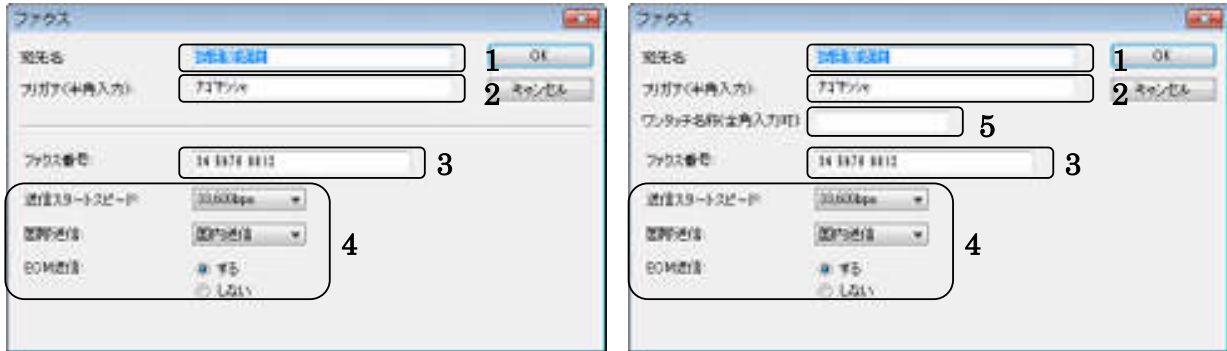 ファクス
宛先名
1
OK
フリガナ(半角入力):
2
キャンセル
ファクス番号:
3
送信スタートスピード:
33,600bps
国際送信:
国内送信
4
ECM送信:
する
しない
ファクス
宛先名
1
OK
フリガナ(半角入力):
2
キャンセル
ワンタッチ名称(全角入力可):
5
ファクス番号:
3
送信スタートスピード:
33,600bps
国際送信:
国内送信
4
ECM送信:
する
しない